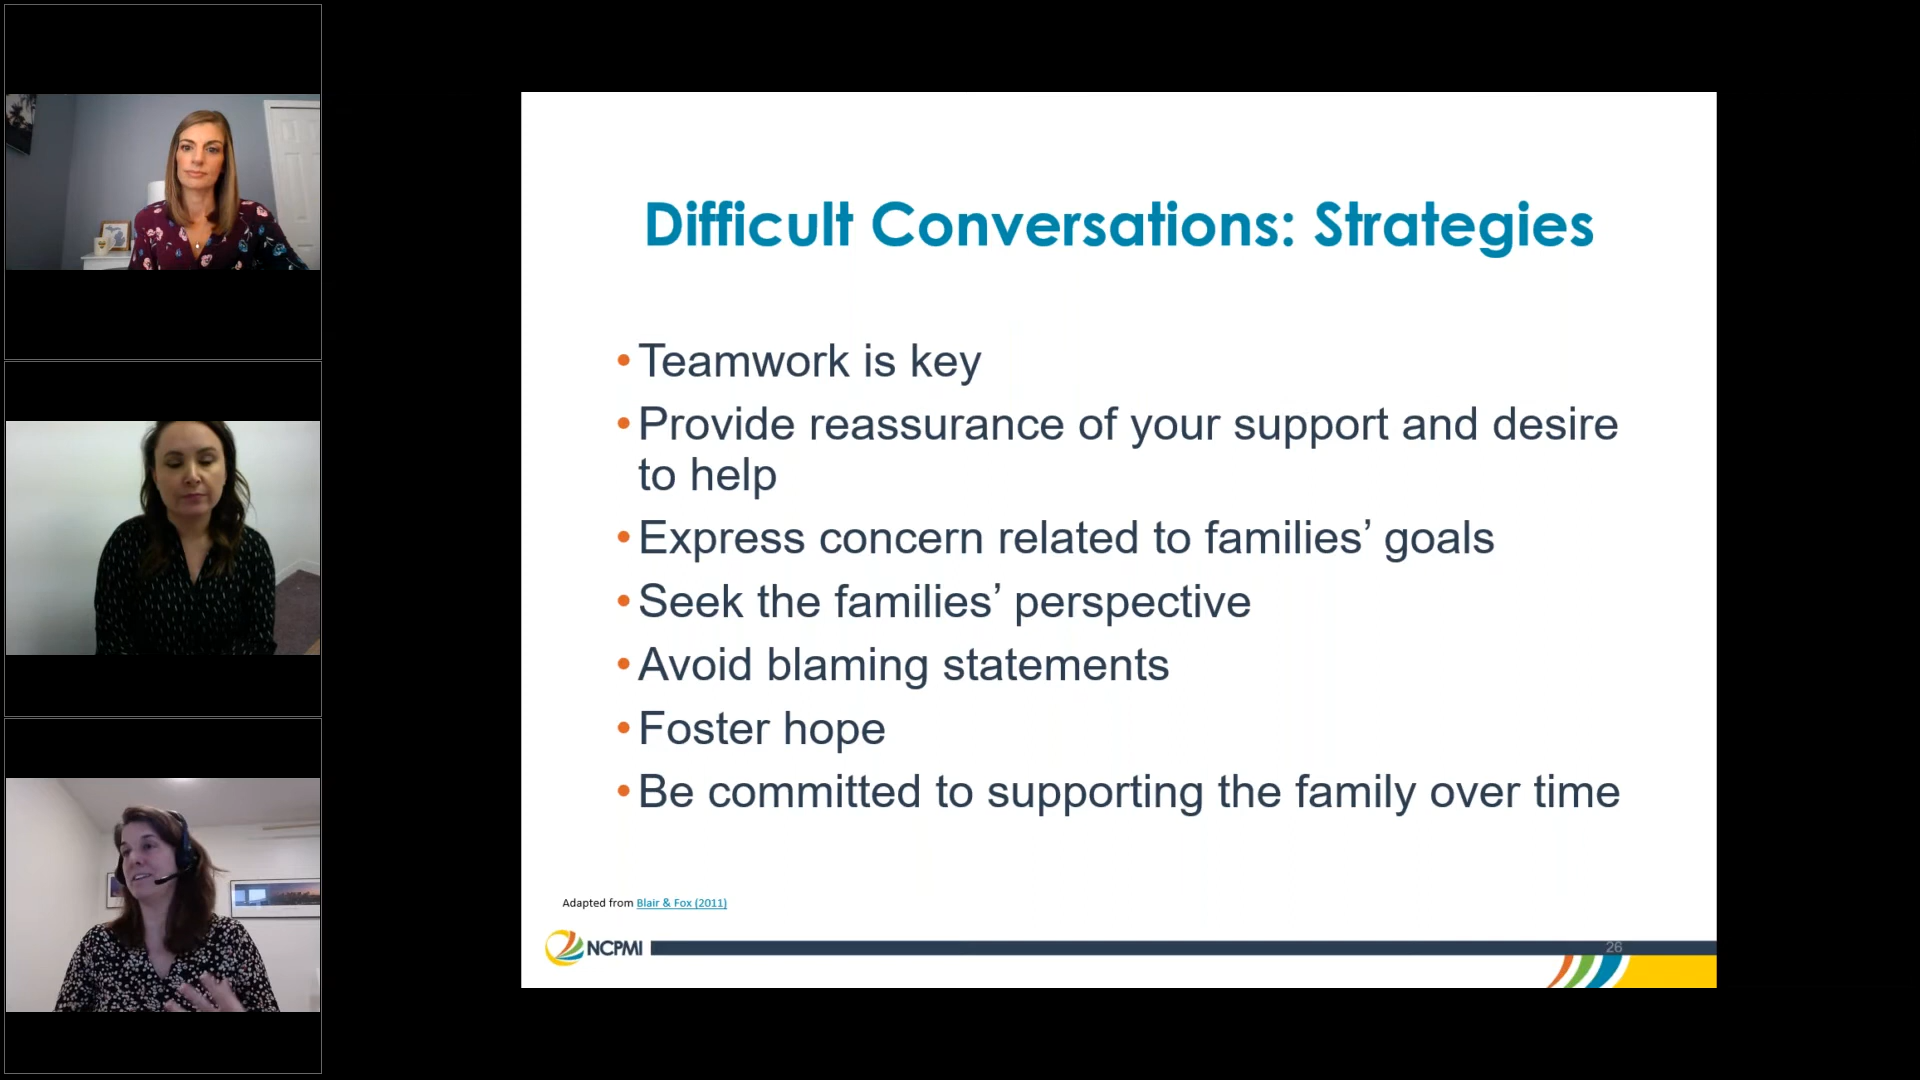 Difficult Conversations: Strategies
•Teamwork is key
•Provide reassurance of your support and desire
to help
•Express concern related to families’ goals
•Seek the families’ perspective
•Avoid blaming statements
•Foster hope
•Be committed to supporting the family over time
Adapted from Blair & Fox (2011)
NCPMI
26